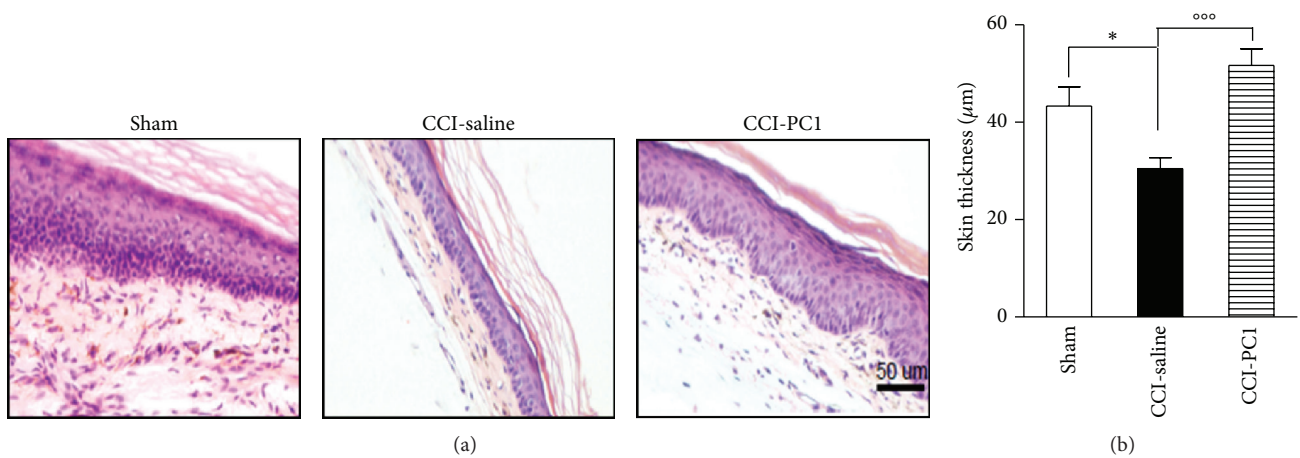 Sham
CCI-saline
CCI-PC1
50 um
(a)
60
40
20
0
Skin thickness (μm)
*
°°°
Sham
CCI-saline
CCI-PC1
(b)